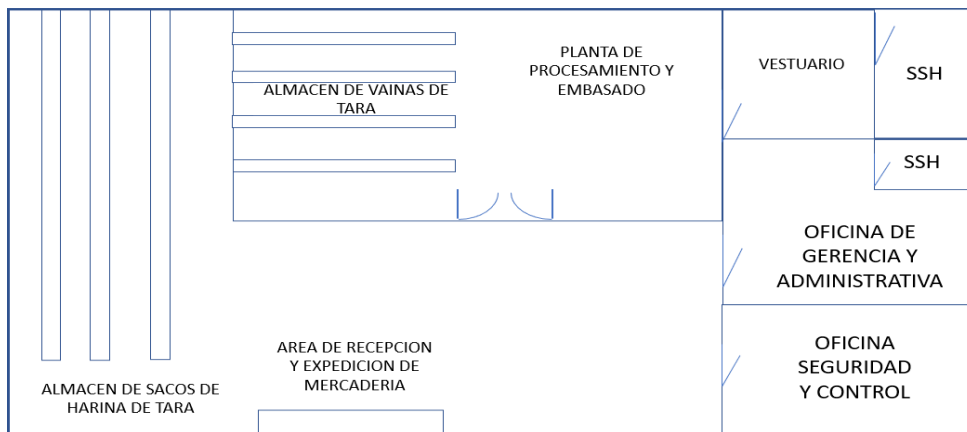 PLANTA DE
PROCESAMIENTO Y
EMBASADO
VESTUARIO
SSH
ALMACEN DE VAINAS DE
TARA
SSH
OFICINA DE
GERENCIA Y
ADMINISTRATIVA
AREA DE RECEPCION
Y EXPEDICION DE
MERCADERIA
OFICINA
SEGURIDAD
Y CONTROL
ALMACEN DE SACOS DE
HARINA DE TARA